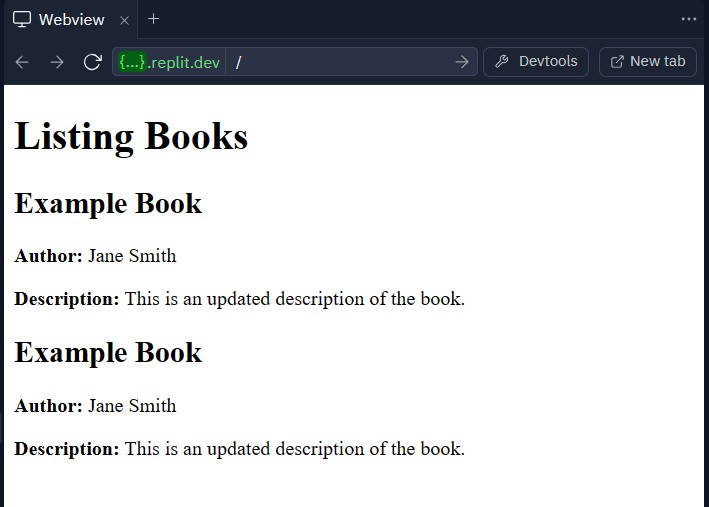 Webview
{...}.replit.dev /
Devtools
New tab
Listing Books
Example Book
Author: Jane Smith
Description: This is an updated description of the book.
Example Book
Author: Jane Smith
Description: This is an updated description of the book.